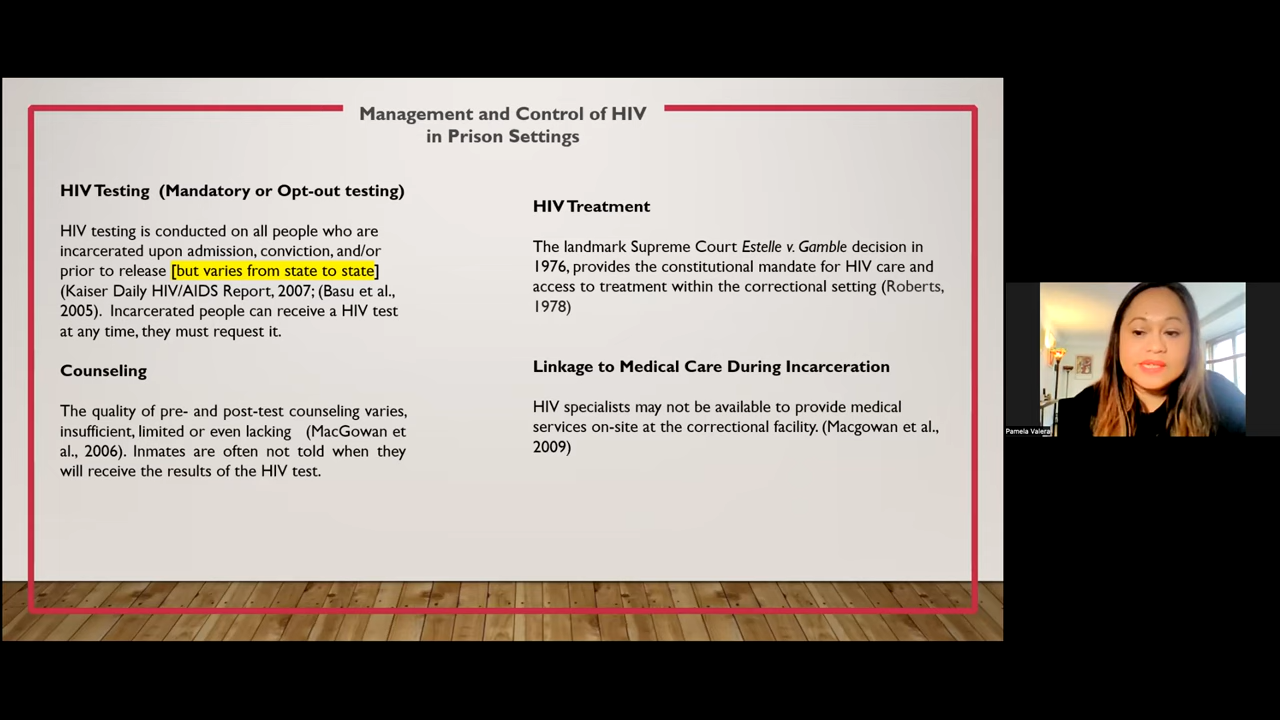 Management and Control of HIV
in Prison Settings
HIV Testing  (Mandatory or Opt-out testing)
HIV testing is conducted on all people who are
incarcerated upon admission, conviction, and/or
prior to release [but varies from state to state]
(Kaiser Daily HIV/AIDS Report, 2007; (Basu et al.,
2005).  Incarcerated people can receive a HIV test
at any time, they must request it.
Counseling
The quality of pre- and post-test counseling varies,
insufficient, limited or even lacking   (MacGowan et
al., 2006). Inmates are often not told when they
will receive the results of the HIV test.
HIV Treatment
The landmark Supreme Court Estelle v. Gamble decision in
1976, provides the constitutional mandate for HIV care and
access to treatment within the correctional setting (Roberts,
1978)
Linkage to Medical Care During Incarceration
HIV specialists may not be available to provide medical
services on-site at the correctional facility. (Macgowan et al.,
2009)
Pamela Valera